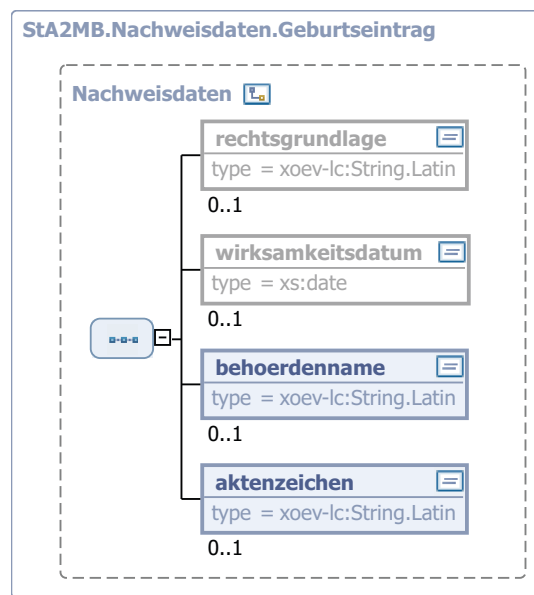 StA2MB.Nachweisdaten.Geburtseintrag
Nachweisdaten
rechtsgrundlage
type = xoev-lc:String.Latin
0..1
wirksamkeitsdatum
type = xs:date
0..1
behoerdenname
type = xoev-lc:String.Latin
0..1
aktenzeichen
type = xoev-lc:String.Latin
0..1